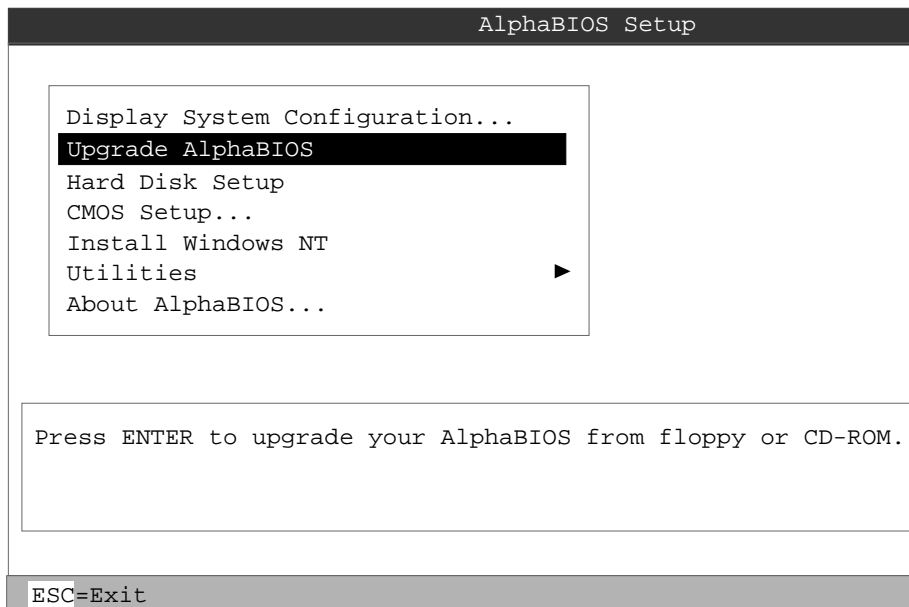 AlphaBIOS Setup
Display System Configuration...
Upgrade AlphaBIOS
Hard Disk Setup
CMOS Setup...
Install Windows NT
Utilities
About AlphaBIOS...
Press ENTER to upgrade your AlphaBIOS from floppy or CD-ROM.
ESC=Exit